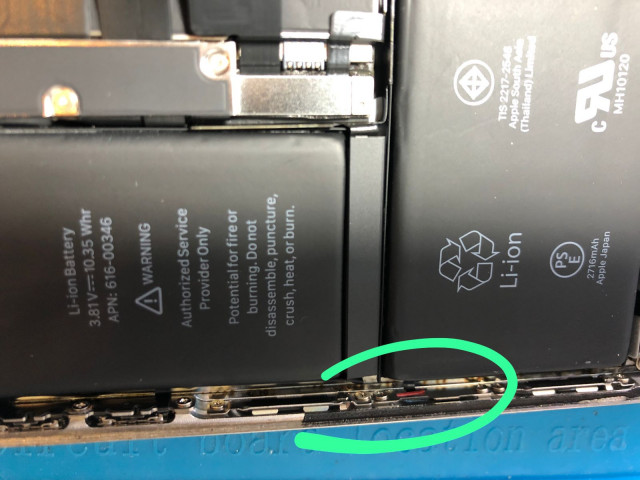 Li-ion Battery
3.81V⎓10.35 Whr
APN: 616-00346
WARNING
Authorized Service
Provider Only
Potential for fire or
burning. Do not
disassemble, puncture,
crush, heat, or burn.
TIS 2217-2548
Apple South Asia
(Thailand) Limited
c RU US
MH10120
Li-ion
PS
E
2716mAh
Apple Japan
board location area